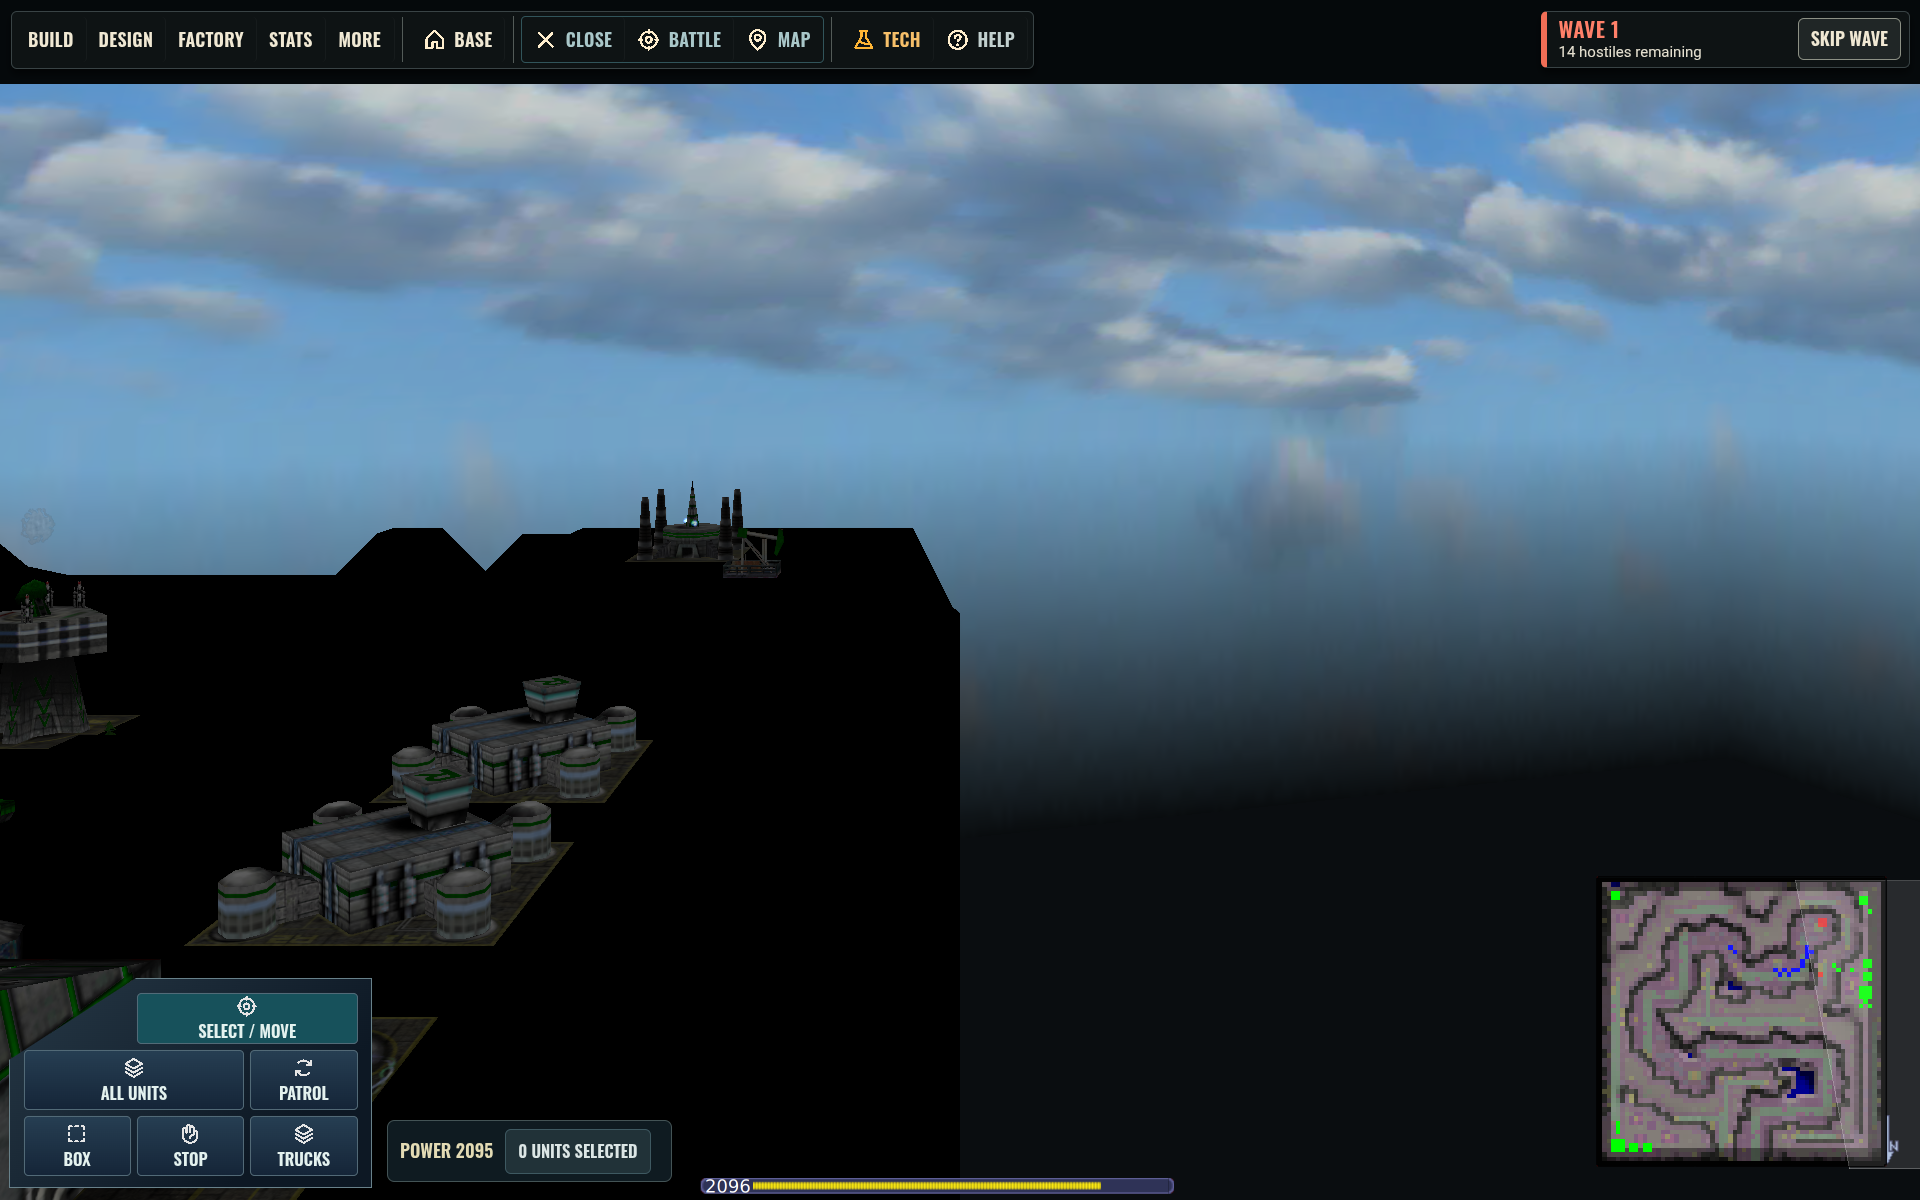 BUILD DESIGN FACTORY STATS MORE BASE CLOSE BATTLE MAP TECH HELP
WAVE 1
14 hostiles remaining
SKIP WAVE
SELECT / MOVE
ALL UNITS PATROL
BOX STOP TRUCKS
POWER 2095 0 UNITS SELECTED
2096
N